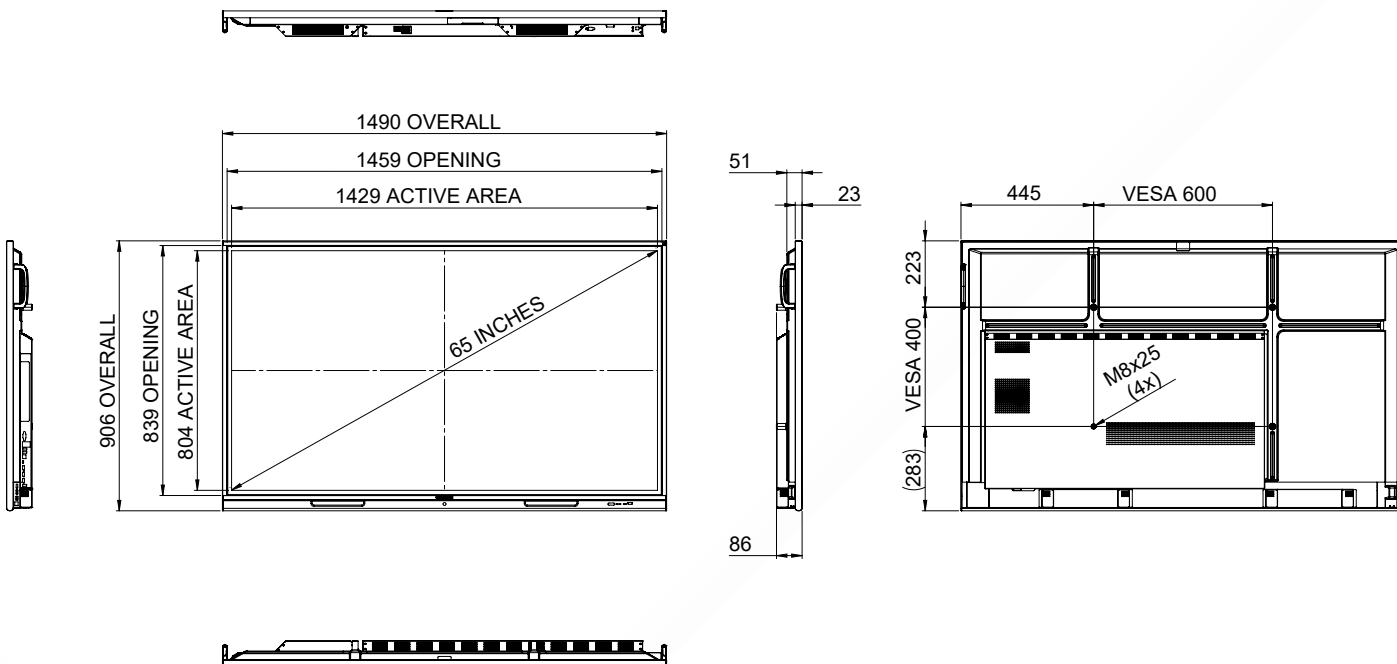 1490 OVERALL
1459 OPENING
1429 ACTIVE AREA
906 OVERALL
839 OPENING
804 ACTIVE AREA
65 INCHES
51
23
86
445
VESA 600
223
VESA 400
(283)
M8x25
(4x)